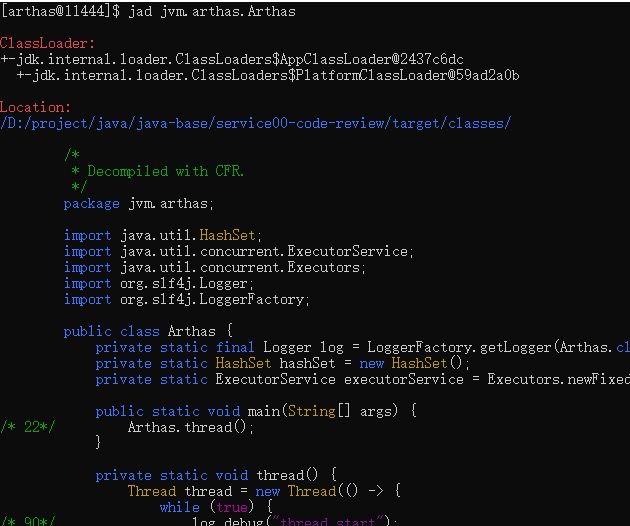 [arthas@11444]$ jad jvm.arthas.Arthas
ClassLoader:
+-jdk.internal.loader.ClassLoaders$AppClassLoader@2437c6dc
  +-jdk.internal.loader.ClassLoaders$PlatformClassLoader@59ad2a0b
Location:
/D:/project/java/java-base/service00-code-review/target/classes/
        /*
         * Decompiled with CFR.
         */
        package jvm.arthas;
        import java.util.HashSet;
        import java.util.concurrent.ExecutorService;
        import java.util.concurrent.Executors;
        import org.slf4j.Logger;
        import org.slf4j.LoggerFactory;
        public class Arthas {
            private static final Logger log = LoggerFactory.getLogger(Arthas.cl
            private static HashSet hashSet = new HashSet();
            private static ExecutorService executorService = Executors.newFixed
            public static void main(String[] args) {
/* 22*/         Arthas.thread();
            }
            private static void thread() {
                Thread thread = new Thread(() -> {
                    while (true) {
/* 90*/                 log.debug("thread start");